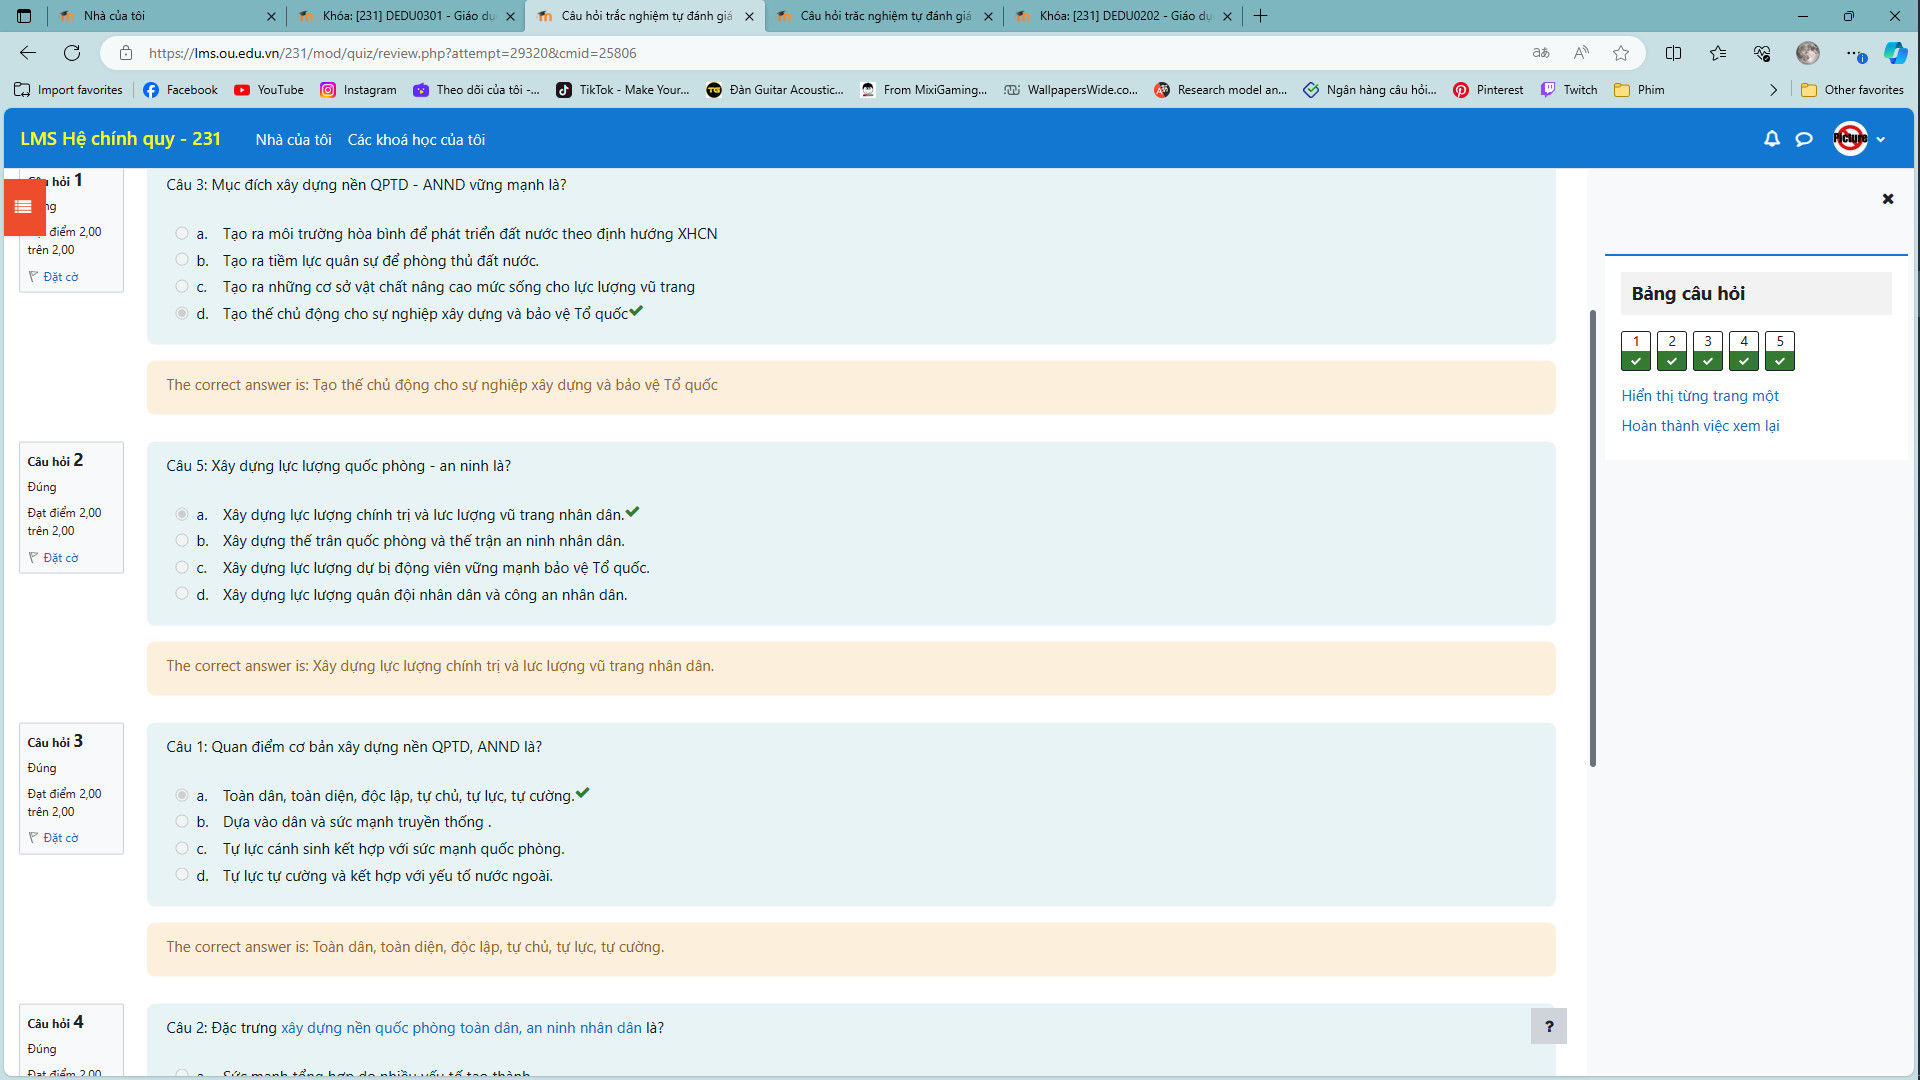 Nhà của tôi
Khóa: [231] DEDU0301 - Giáo dụ
Câu hỏi trắc nghiệm tự đánh giá
Câu hỏi trắc nghiệm tự đánh giá
Khóa: [231] DEDU0202 - Giáo dụ
https://lms.ou.edu.vn/231/mod/quiz/review.php?attempt=29320&cmid=25806
Import favorites
Facebook
YouTube
Instagram
Theo dõi của tôi -...
TikTok - Make Your...
Đàn Guitar Acoustic...
From MixiGaming...
WallpapersWide.co...
Research model an...
Ngân hàng câu hỏi...
Pinterest
Twitch
Phim
Other favorites
LMS Hệ chính quy - 231
Nhà của tôi
Các khoá học của tôi
Picture
hỏi 1
điểm 2,00
trên 2,00
Đặt cờ
Câu 3: Mục đích xây dựng nền QPTD - ANND vững mạnh là?
a. Tạo ra môi trường hòa bình để phát triển đất nước theo định hướng XHCN
b. Tạo ra tiềm lực quân sự để phòng thủ đất nước.
c. Tạo ra những cơ sở vật chất nâng cao mức sống cho lực lượng vũ trang
d. Tạo thế chủ động cho sự nghiệp xây dựng và bảo vệ Tổ quốc
The correct answer is: Tạo thế chủ động cho sự nghiệp xây dựng và bảo vệ Tổ quốc
Câu hỏi 2
Đúng
Đạt điểm 2,00
trên 2,00
Đặt cờ
Câu 5: Xây dựng lực lượng quốc phòng - an ninh là?
a. Xây dựng lực lượng chính trị và lưc lượng vũ trang nhân dân.
b. Xây dựng thế trân quốc phòng và thế trận an ninh nhân dân.
c. Xây dựng lực lượng dự bị động viên vững mạnh bảo vệ Tổ quốc.
d. Xây dựng lực lượng quân đội nhân dân và công an nhân dân.
The correct answer is: Xây dựng lực lượng chính trị và lưc lượng vũ trang nhân dân.
Câu hỏi 3
Đúng
Đạt điểm 2,00
trên 2,00
Đặt cờ
Câu 1: Quan điểm cơ bản xây dựng nền QPTD, ANND là?
a. Toàn dân, toàn diện, độc lập, tự chủ, tự lực, tự cường.
b. Dựa vào dân và sức mạnh truyền thống .
c. Tự lực cánh sinh kết hợp với sức mạnh quốc phòng.
d. Tự lực tự cường và kết hợp với yếu tố nước ngoài.
The correct answer is: Toàn dân, toàn diện, độc lập, tự chủ, tự lực, tự cường.
Câu hỏi 4
Đúng
Đạt điểm 2,00
Câu 2: Đặc trưng xây dựng nền quốc phòng toàn dân, an ninh nhân dân là?
a. Sức mạnh tổng hợp do nhiều yếu tố tạo thành
Bảng câu hỏi
1 2 3 4 5
Hiển thị từng trang một
Hoàn thành việc xem lại
?